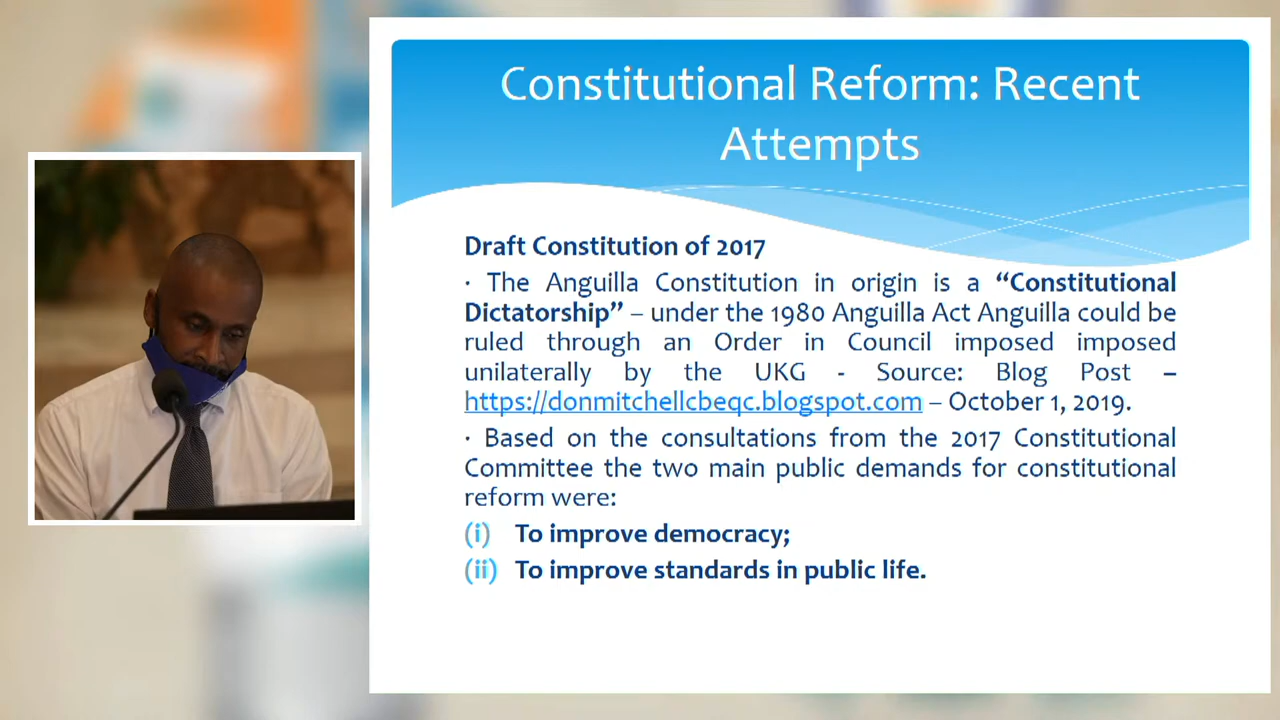 Constitutional Reform: Recent
Attempts
Draft Constitution of 2017
· The Anguilla Constitution in origin is a “Constitutional
Dictatorship” – under the 1980 Anguilla Act Anguilla could be
ruled through an Order in Council imposed imposed
unilaterally by the UKG - Source: Blog Post –
https://donmitchellcbeqc.blogspot.com – October 1, 2019.
· Based on the consultations from the 2017 Constitutional
Committee the two main public demands for constitutional
reform were:
(i) To improve democracy;
(ii) To improve standards in public life.